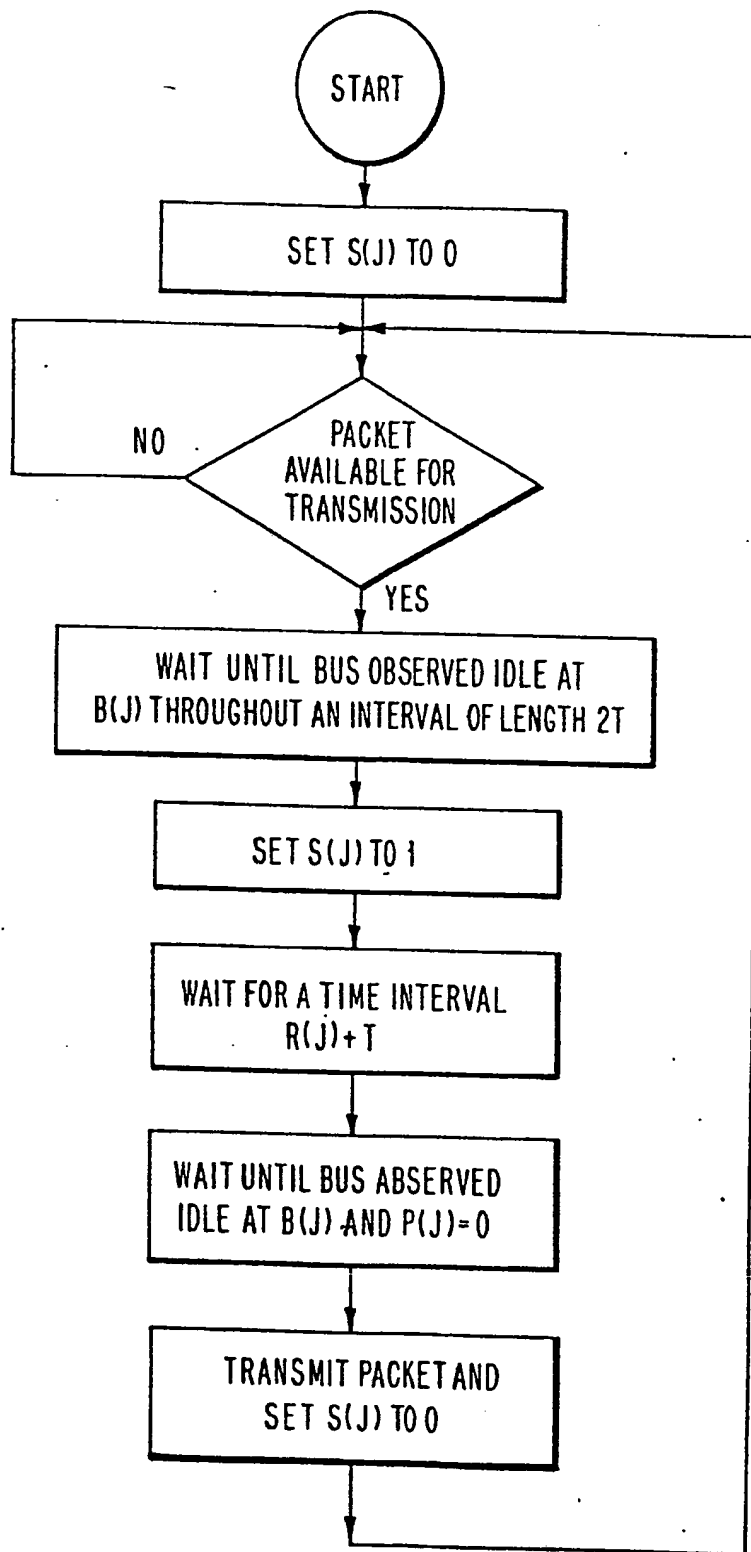 START
SET S(J) TO 0
NO
PACKET
AVAILABLE FOR
TRANSMISSION
YES
WAIT UNTIL BUS OBSERVED IDLE AT
B(J) THROUGHOUT AN INTERVAL OF LENGTH 2T
SET S(J) TO 1
WAIT FOR A TIME INTERVAL
R(J)+T
WAIT UNTIL BUS ABSERVED
IDLE AT B(J) AND P(J)=0
TRANSMIT PACKET AND
SET S(J) TO 0